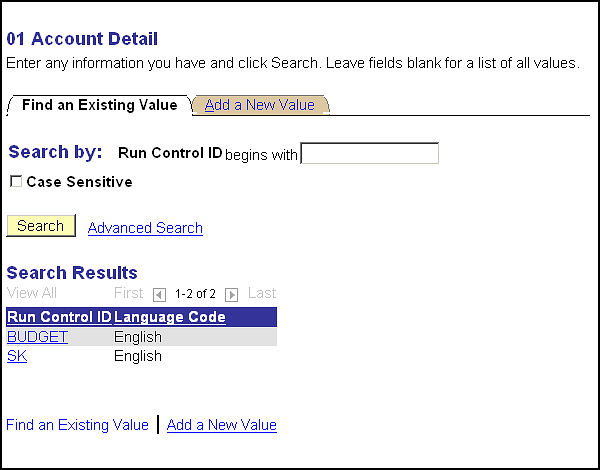 01 Account Detail
Enter any information you have and click Search. Leave fields blank for a list of all values.
Find an Existing Value Add a New Value
Search by: Run Control ID begins with
Case Sensitive
Search Advanced Search
Search Results
View All First 1-2 of 2 Last
Run Control ID Language Code
BUDGET English
SK English
Find an Existing Value | Add a New Value